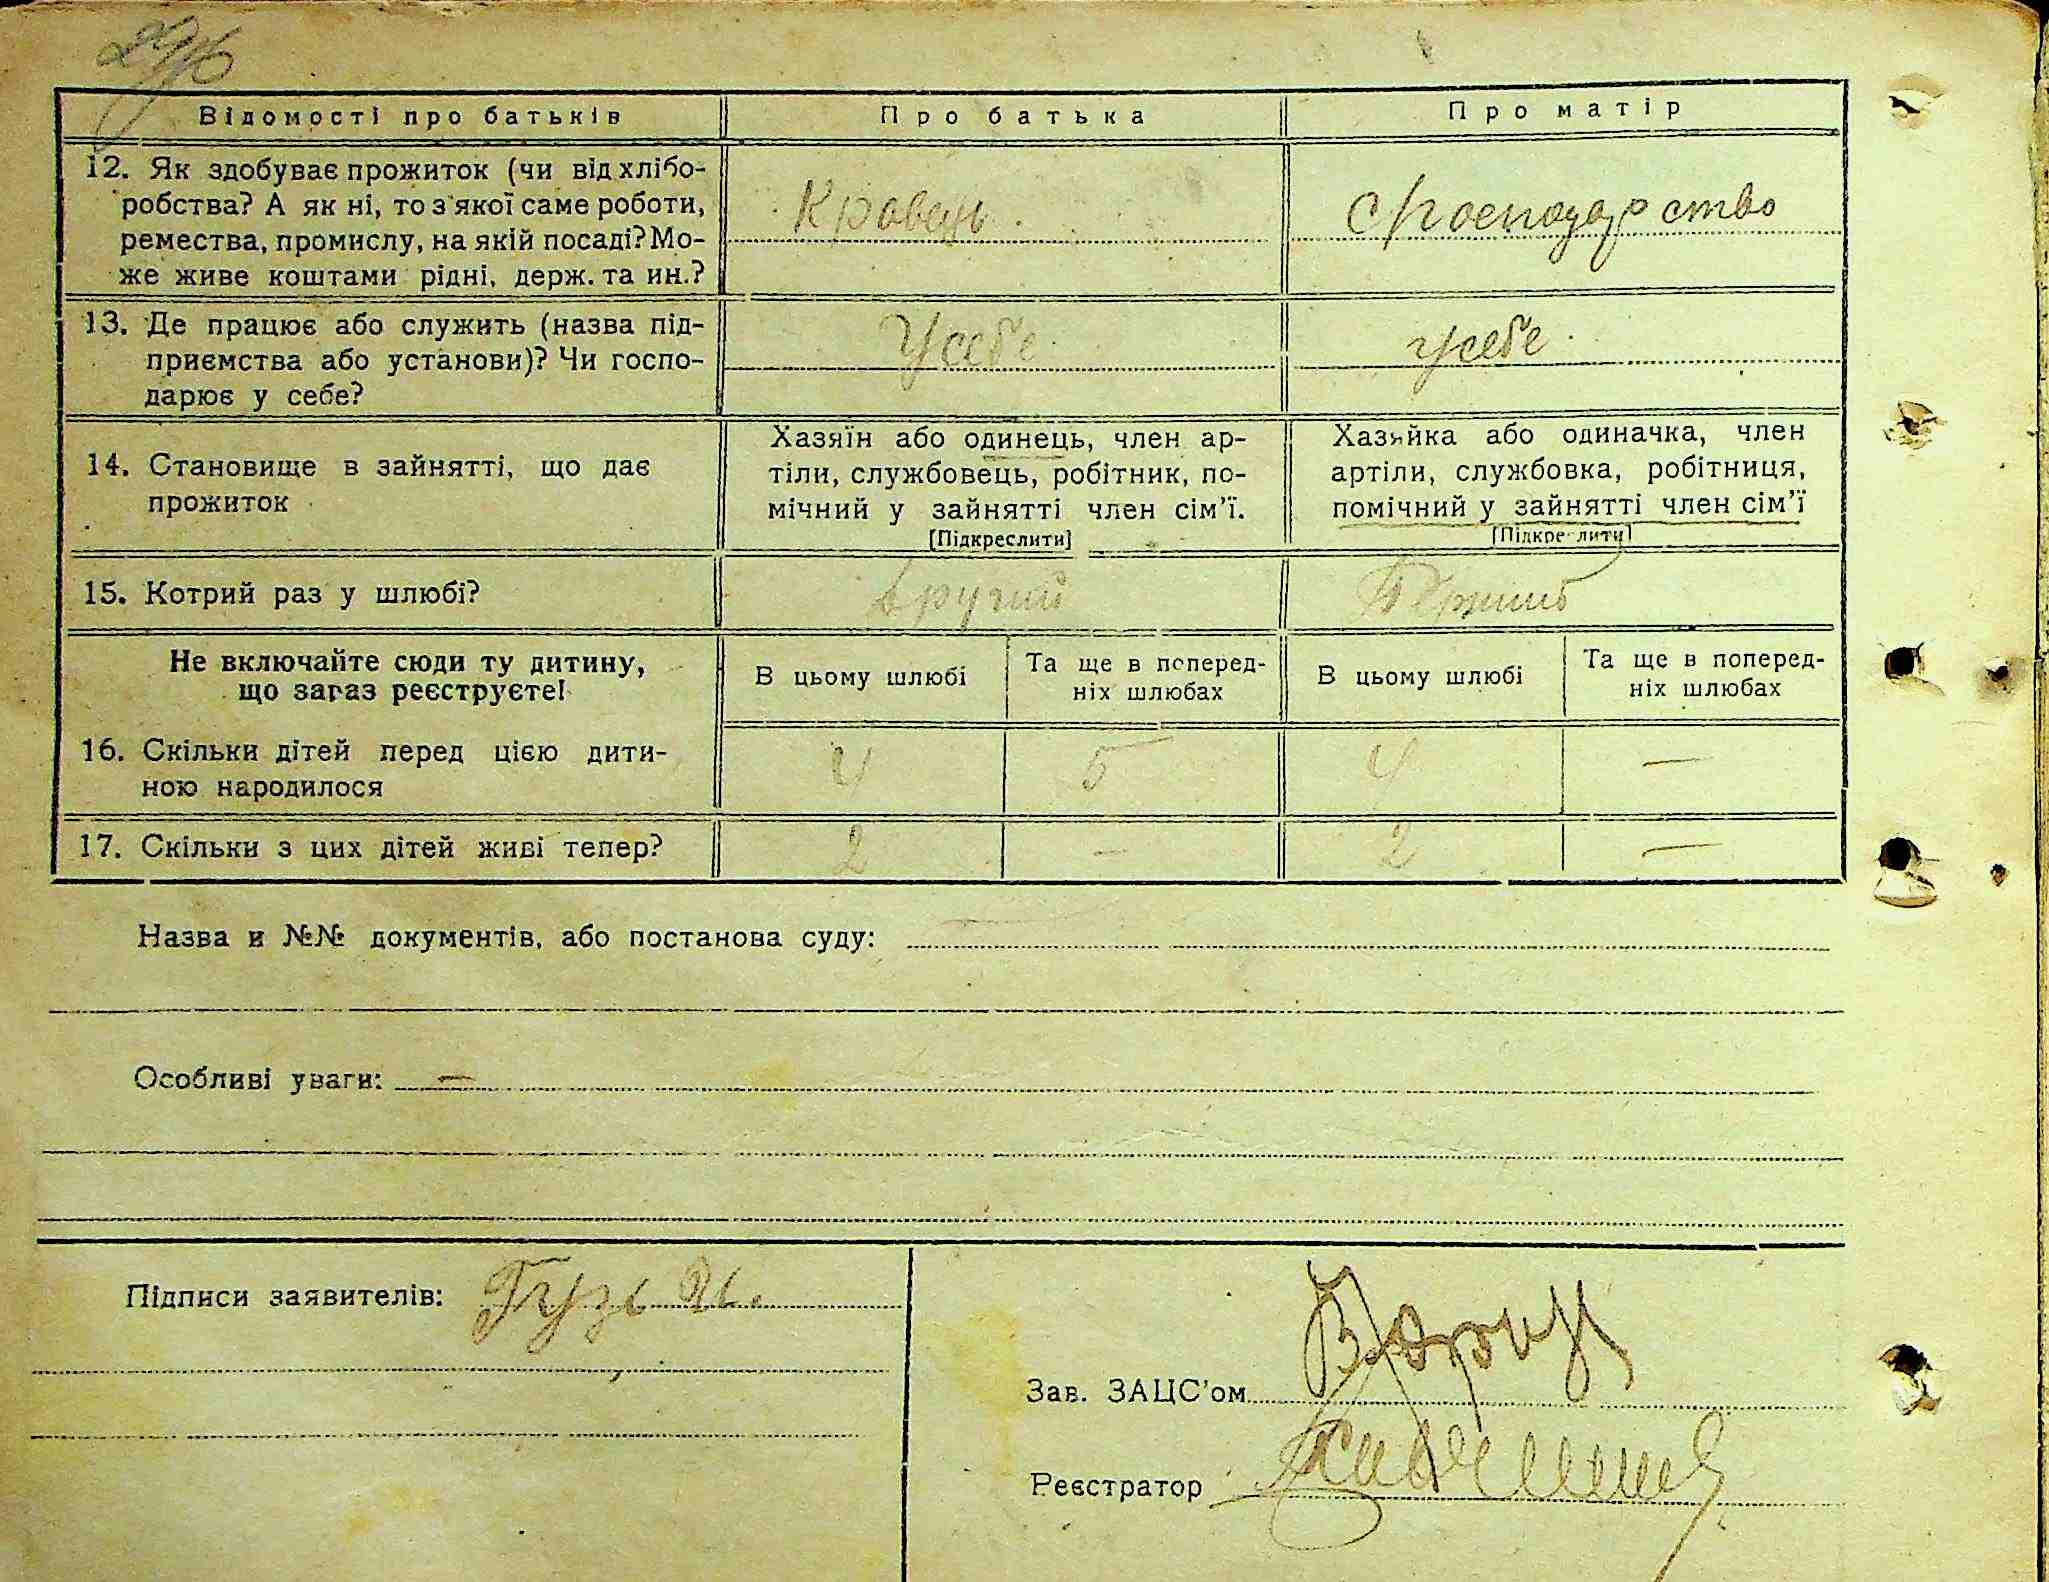 Відомості про батьків
Про батька
Про матір
12. Як здобуває прожиток (чи від хлібо-
робства? А як ні, то з якої саме роботи,
ремества, промислу, на якій посаді? Мо-
же живе коштами рідні, держ. та ин.?
Кравець
Господарство
13. Де працює або служить (назва під-
приємства або установи)? Чи госпо-
дарює у себе?
Усебе
усебе
14. Становище в зайнятті, що дає
прожиток
Хазяїн або одинець, член ар-
тіли, службовець, робітник, по-
мічний у зайнятті член сім'ї.
[Підкреслити]
Хазяйка або одиначка, член
артіли, службовка, робітниця,
помічний у зайнятті член сім'ї
[Підкреслити]
15. Котрий раз у шлюбі?
другий
Не включайте сюди ту дитину,
що зараз реєструєте!
В цьому шлюбі
Та ще в поперед-
ніх шлюбах
В цьому шлюбі
Та ще в поперед-
ніх шлюбах
16. Скільки дітей перед цією дити-
ною народилося
4
5
4
—
17. Скільки з цих дітей живі тепер?
2
—
2
—
Назва и №№ документів, або постанова суду:
Особливі уваги: —
Підписи заявителів: Гузь
Зав. ЗАЦС'ом
Реєстратор